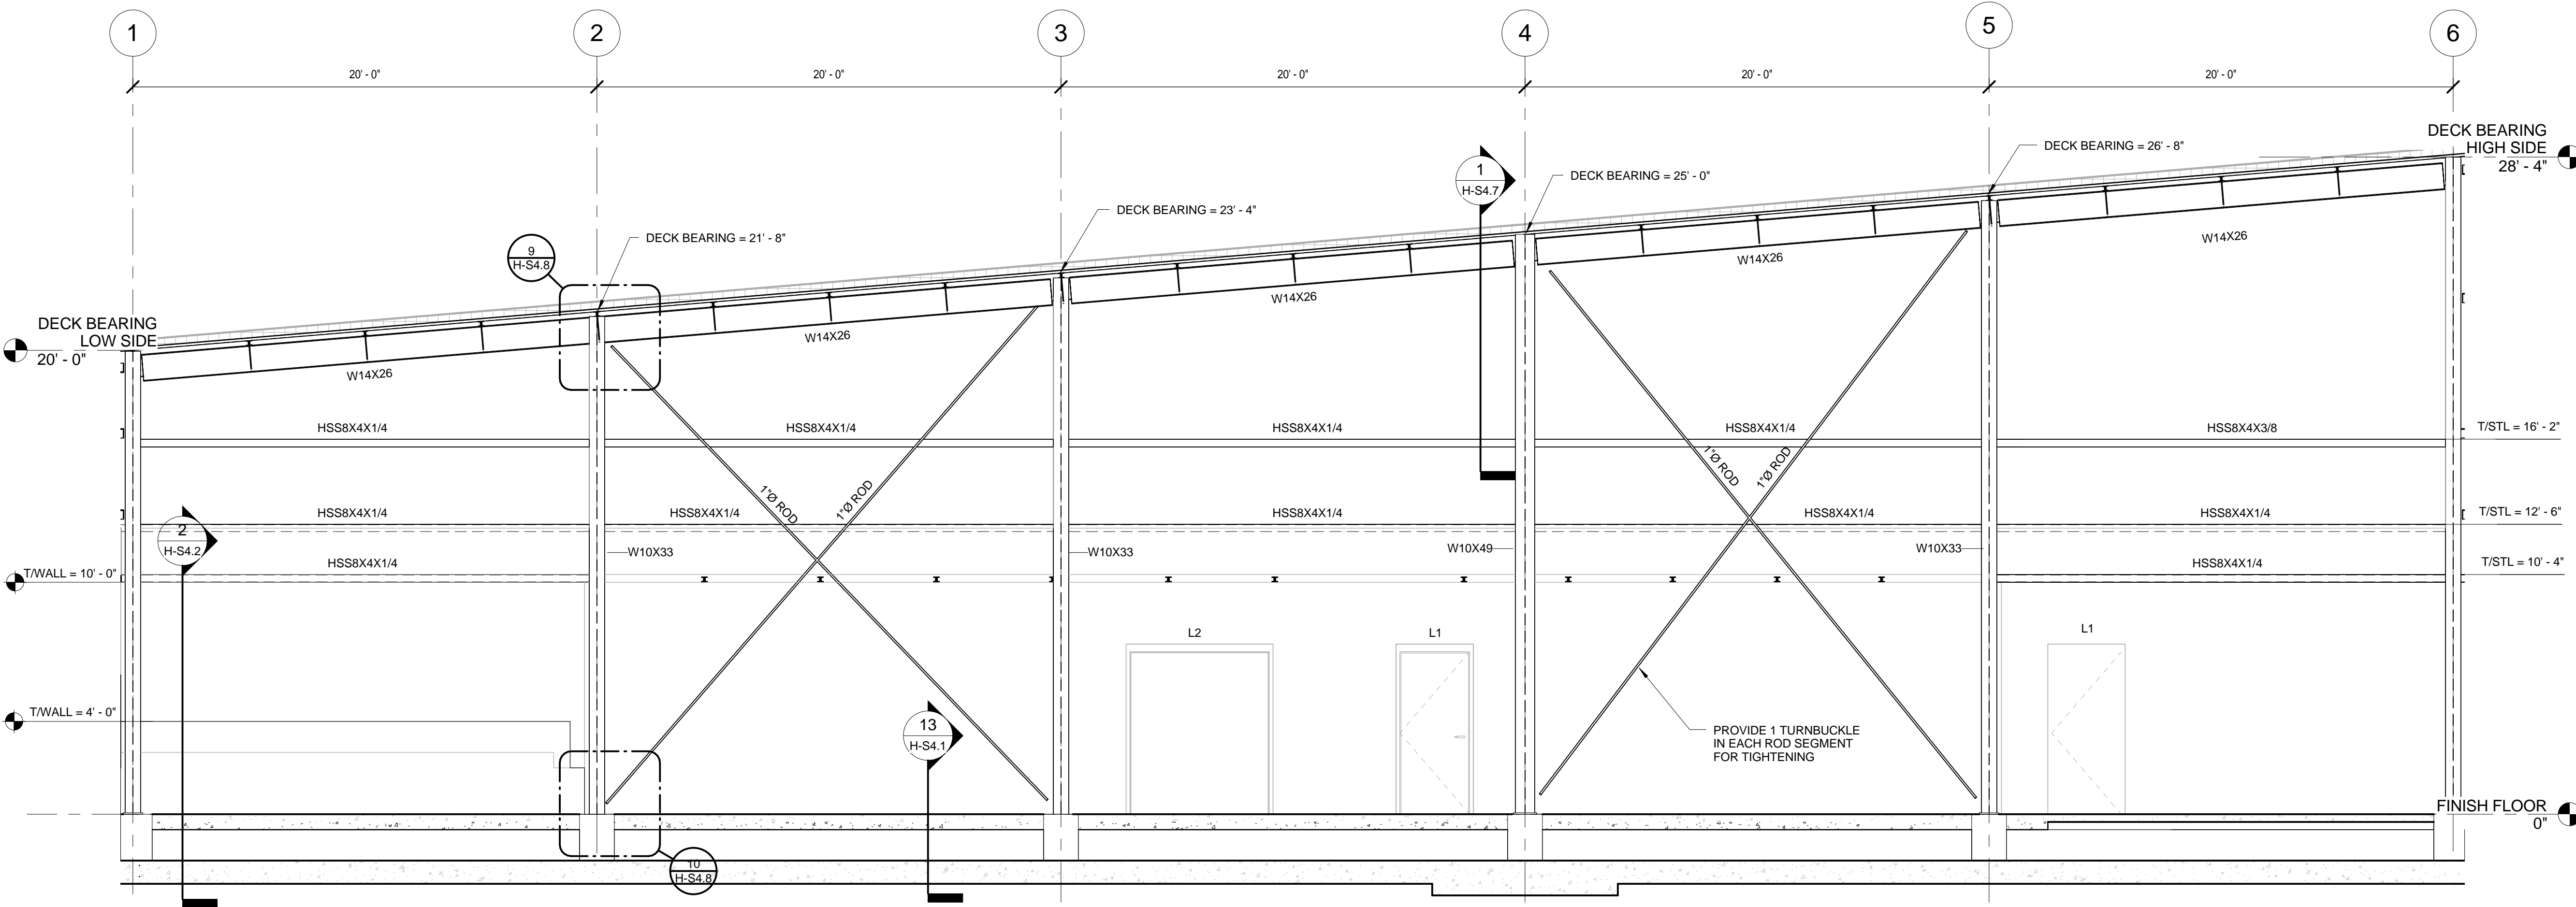 1
2
3
4
5
6
20' - 0"
20' - 0"
20' - 0"
20' - 0"
20' - 0"
DECK BEARING
HIGH SIDE
28' - 4"
DECK BEARING = 26' - 8"
1
H-S4.7
DECK BEARING = 25' - 0"
DECK BEARING = 23' - 4"
DECK BEARING = 21' - 8"
9
H-S4.8
DECK BEARING
LOW SIDE
20' - 0"
W14X26
W14X26
W14X26
W14X26
W14X26
HSS8X4X1/4
HSS8X4X1/4
HSS8X4X1/4
HSS8X4X1/4
HSS8X4X3/8
T/STL = 16' - 2"
1"Ø ROD
1"Ø ROD
1"Ø ROD
1"Ø ROD
HSS8X4X1/4
HSS8X4X1/4
HSS8X4X1/4
HSS8X4X1/4
HSS8X4X1/4
T/STL = 12' - 6"
2
H-S4.2
W10X33
W10X33
W10X49
W10X33
T/WALL = 10' - 0"
HSS8X4X1/4
HSS8X4X1/4
T/STL = 10' - 4"
L2
L1
L1
T/WALL = 4' - 0"
13
H-S4.1
PROVIDE 1 TURNBUCKLE
IN EACH ROD SEGMENT
FOR TIGHTENING
FINISH FLOOR
0"
10
H-S4.8